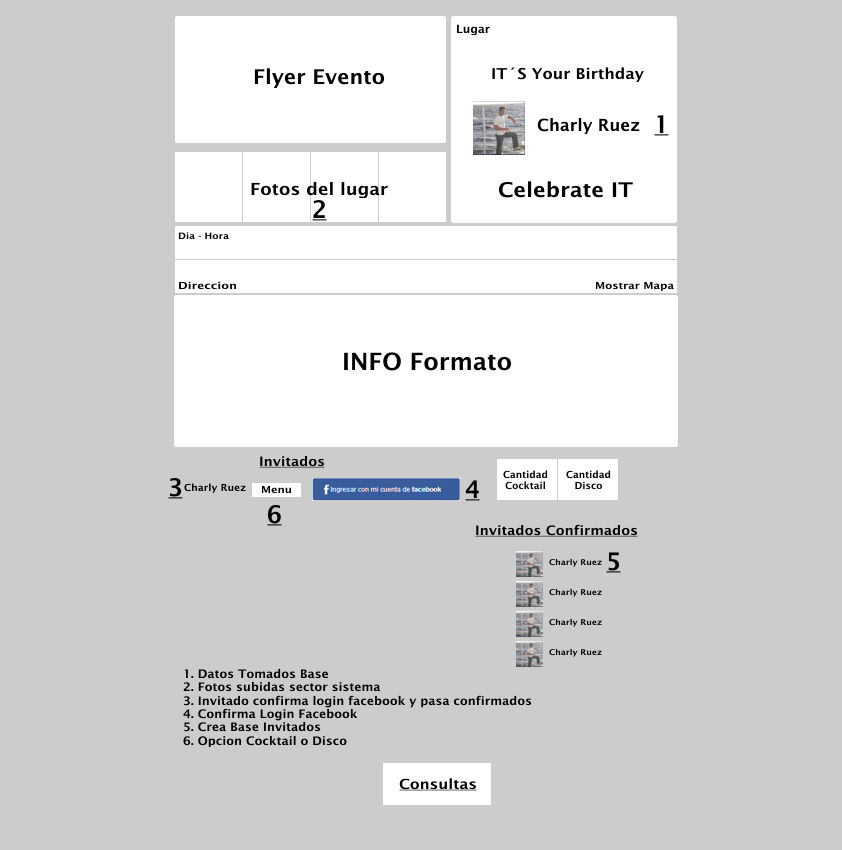 Flyer Evento
Lugar
IT´S Your Birthday
Charly Ruez 1
Celebrate IT
Fotos del lugar
2
Dia - Hora
Direccion
Mostrar Mapa
INFO Formato
Invitados
3 Charly Ruez
Menu
6
f Ingresar con mi cuenta de facebook
4
Cantidad
Cocktail
Cantidad
Disco
Invitados Confirmados
Charly Ruez 5
Charly Ruez
Charly Ruez
Charly Ruez
1. Datos Tomados Base
2. Fotos subidas sector sistema
3. Invitado confirma login facebook y pasa confirmados
4. Confirma Login Facebook
5. Crea Base Invitados
6. Opcion Cocktail o Disco
Consultas